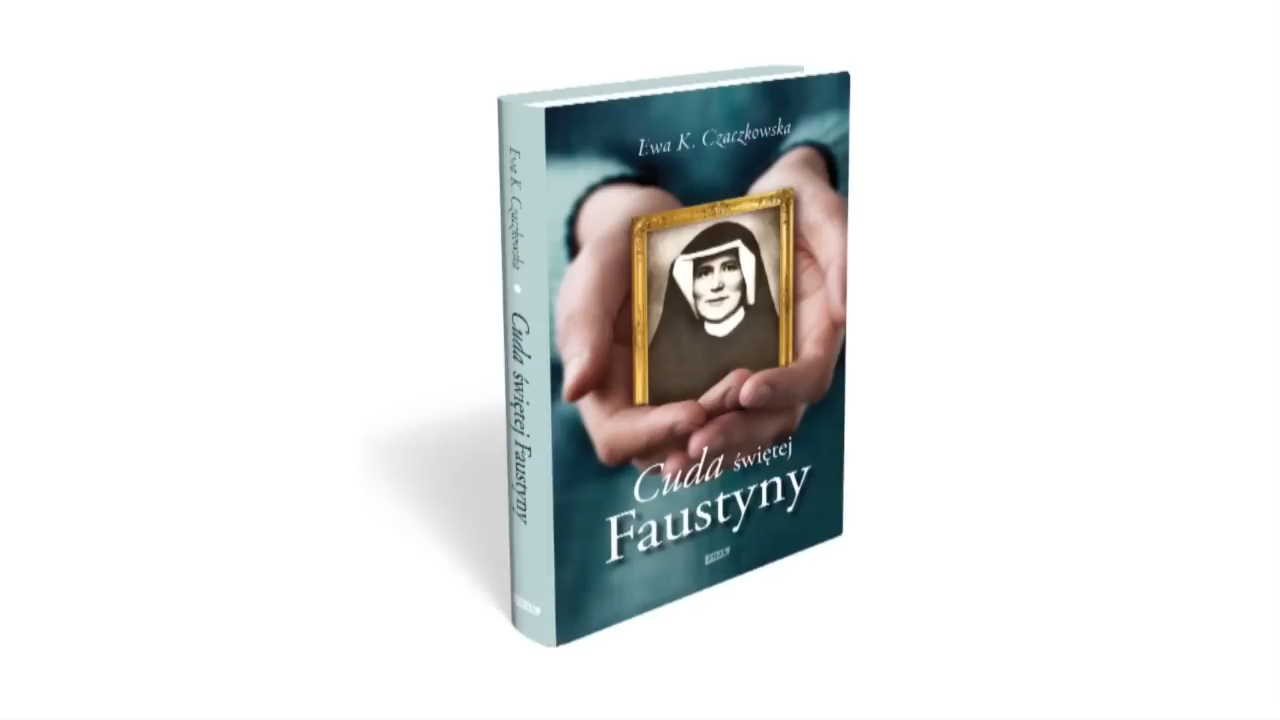 Ewa K. Czaczkowska
Cuda świętej
Faustyny
Ewa K. Czaczkowska • Cuda świętej Faustyny